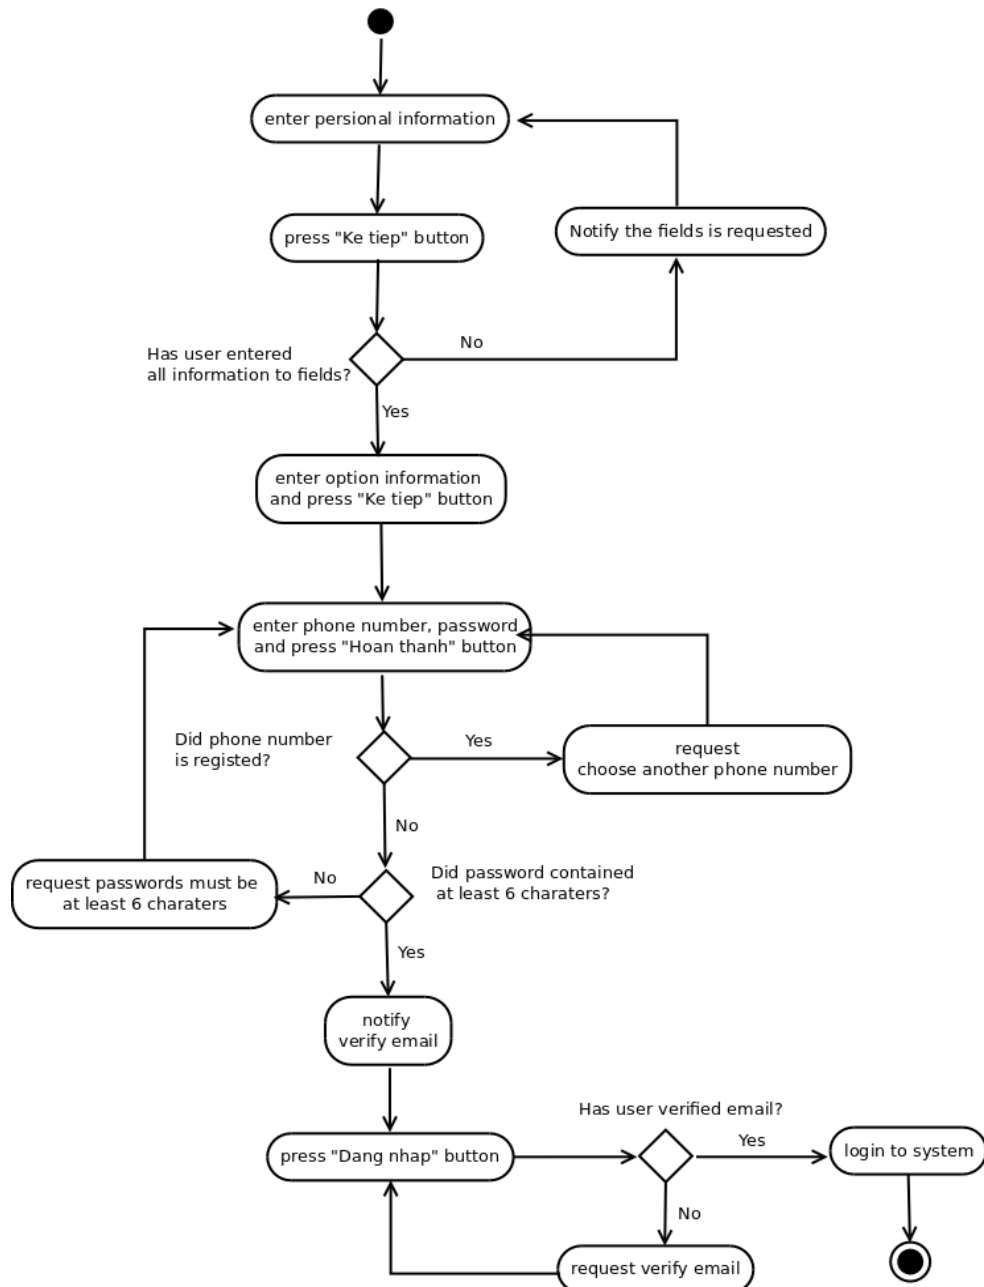 enter persional information
press "Ke tiep" button
Notify the fields is requested
Has user entered
all information to fields?
No
Yes
enter option information
and press "Ke tiep" button
enter phone number, password
and press "Hoan thanh" button
Did phone number
is registed?
Yes
request
choose another phone number
No
Did password contained
at least 6 charaters?
No
request passwords must be
at least 6 charaters
Yes
notify
verify email
Has user verified email?
press "Dang nhap" button
Yes
login to system
No
request verify email